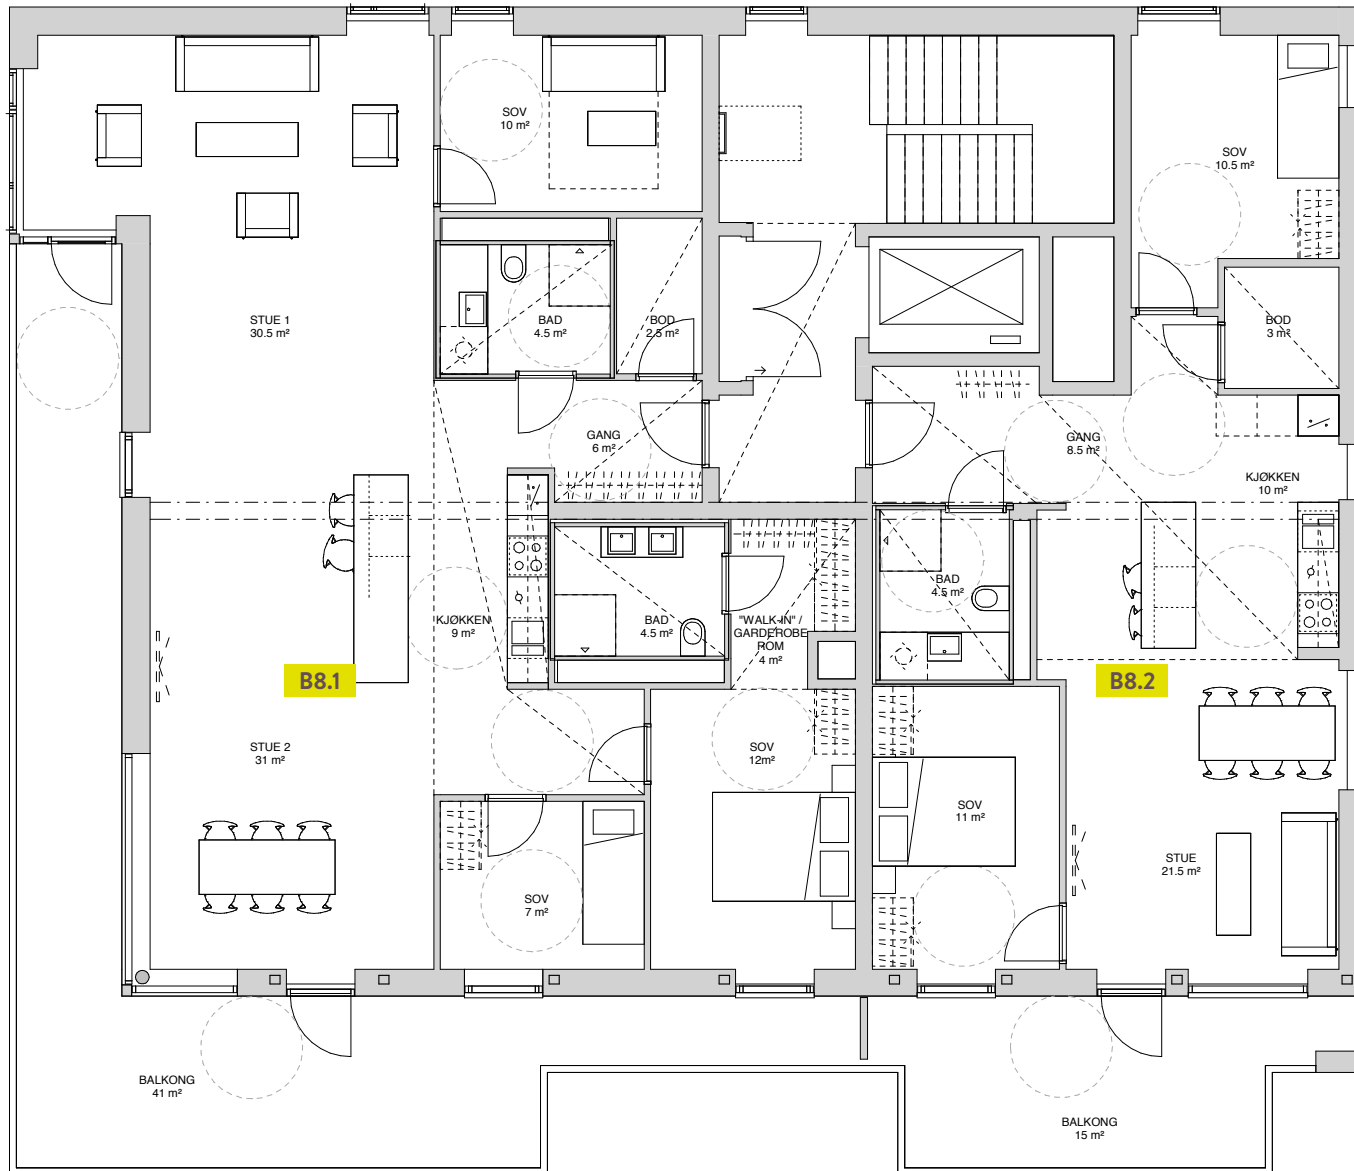 SOV
10 m²
SOV
10.5 m²
STUE 1
30.5 m²
BAD
4.5 m²
BOD
2.5 m²
BOD
3 m²
GANG
6 m²
GANG
8.5 m²
KJØKKEN
10 m²
KJØKKEN
9 m²
BAD
4.5 m²
"WALK-IN" /
GARDEROBE
ROM
4 m²
BAD
4.5 m²
B8.1
B8.2
STUE 2
31 m²
SOV
12m²
SOV
11 m²
STUE
21.5 m²
SOV
7 m²
BALKONG
41 m²
BALKONG
15 m²